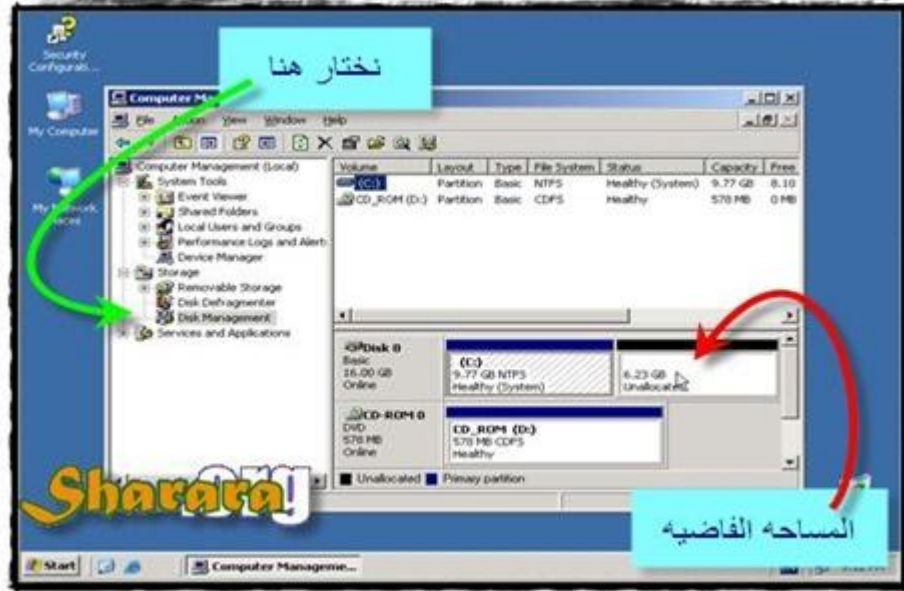 Security
Configurati...
نختار هنا
My Computer
File Action View Window Help
Computer Management (Local)
System Tools
Event Viewer
Shared Folders
Local Users and Groups
Performance Logs and Alert
Device Manager
Storage
Removable Storage
Disk Defragmenter
Disk Management
Services and Applications
Volume Layout Type File System Status Capacity Free
(C:) Partition Basic NTFS Healthy (System) 9.77 GB 8.10
CD_ROM (D:) Partition Basic CDFS Healthy 578 MB 0 MB
Disk 0
Basic
16.00 GB
Online
(C:)
9.77 GB NTFS
Healthy (System)
6.23 GB
Unallocated
CD-ROM 0
DVD
578 MB
Online
CD_ROM (D:)
578 MB CDFS
Healthy
Unallocated Primary partition
Sharara!
org
المساحه الفاضيه
Start Computer Manageme...